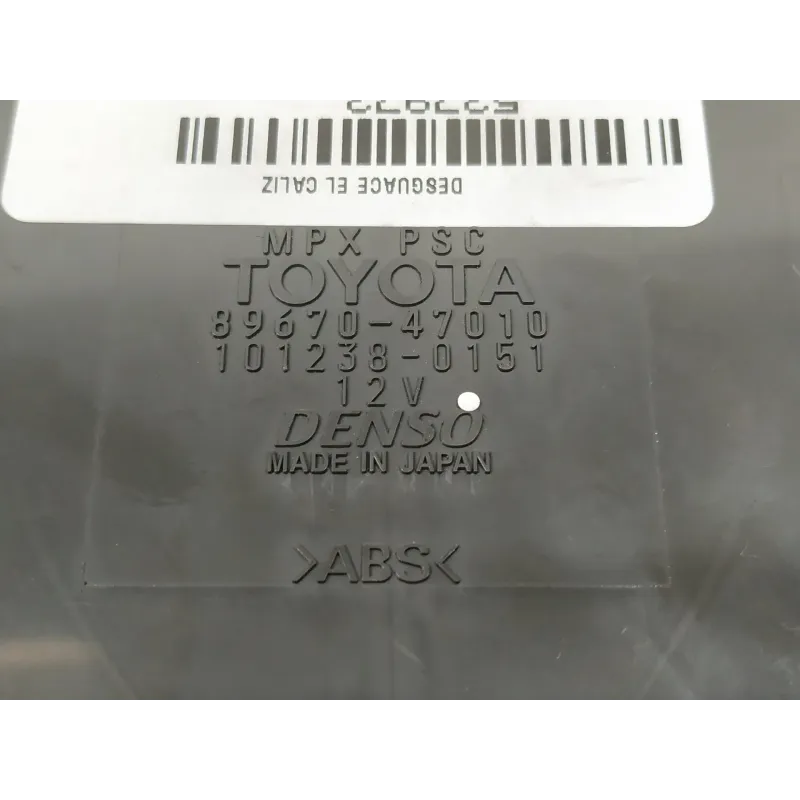 DESGUACE EL CALIZ
MPX PSC
TOYOTA
89670-47010
101238-0151
12V
DENSO
MADE IN JAPAN
>ABS<